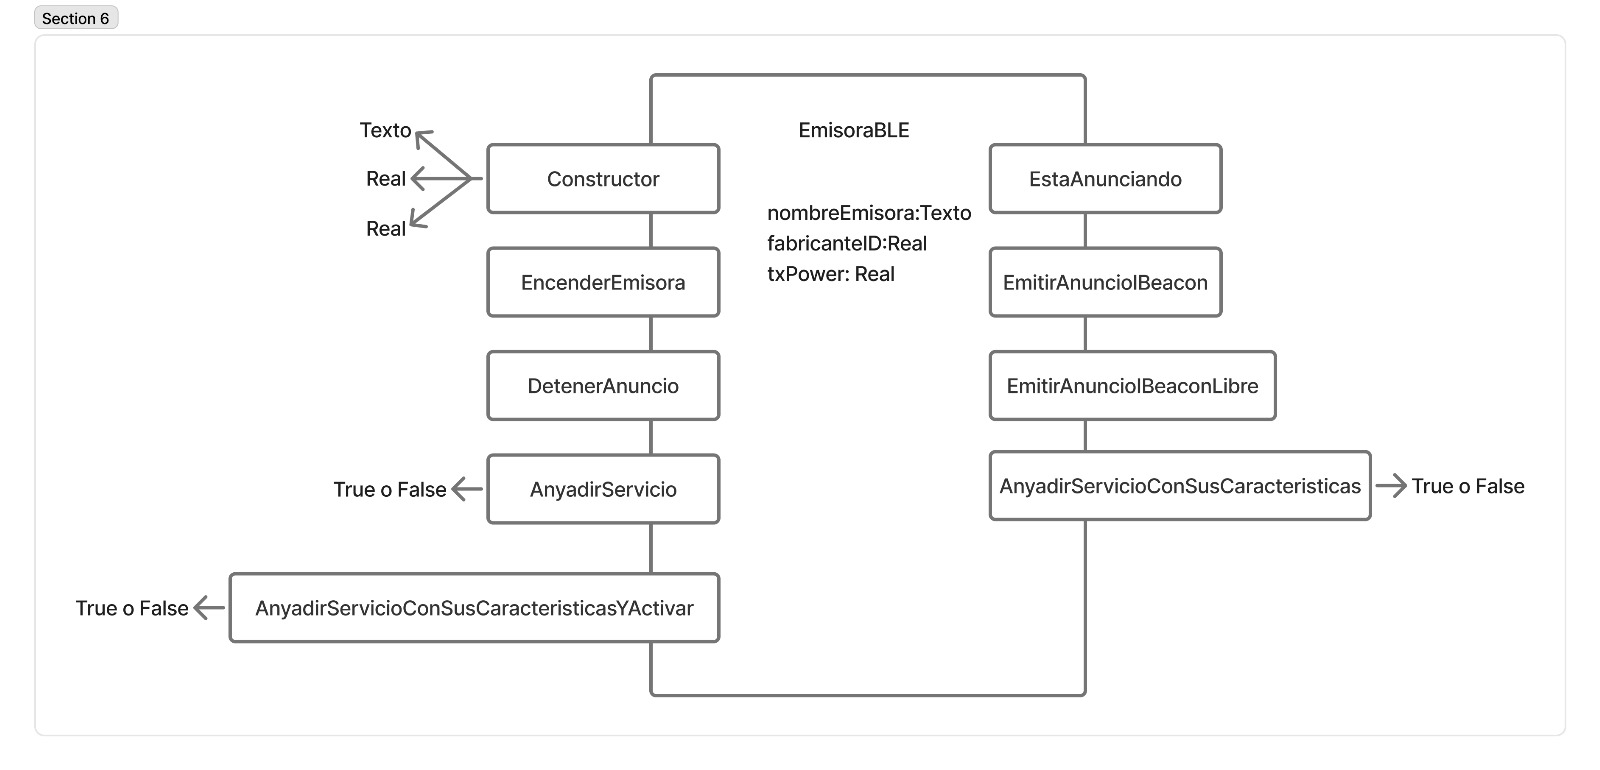 Section 6
EmisoraBLE
nombreEmisora:Texto
fabricanteID:Real
txPower: Real
Texto
Real
Real
Constructor
EncenderEmisora
DetenerAnuncio
True o False
AnyadirServicio
True o False
AnyadirServicioConSusCaracteristicasYActivar
EstaAnunciando
EmitirAnuncioIBeacon
EmitirAnuncioIBeaconLibre
AnyadirServicioConSusCaracteristicas
True o False